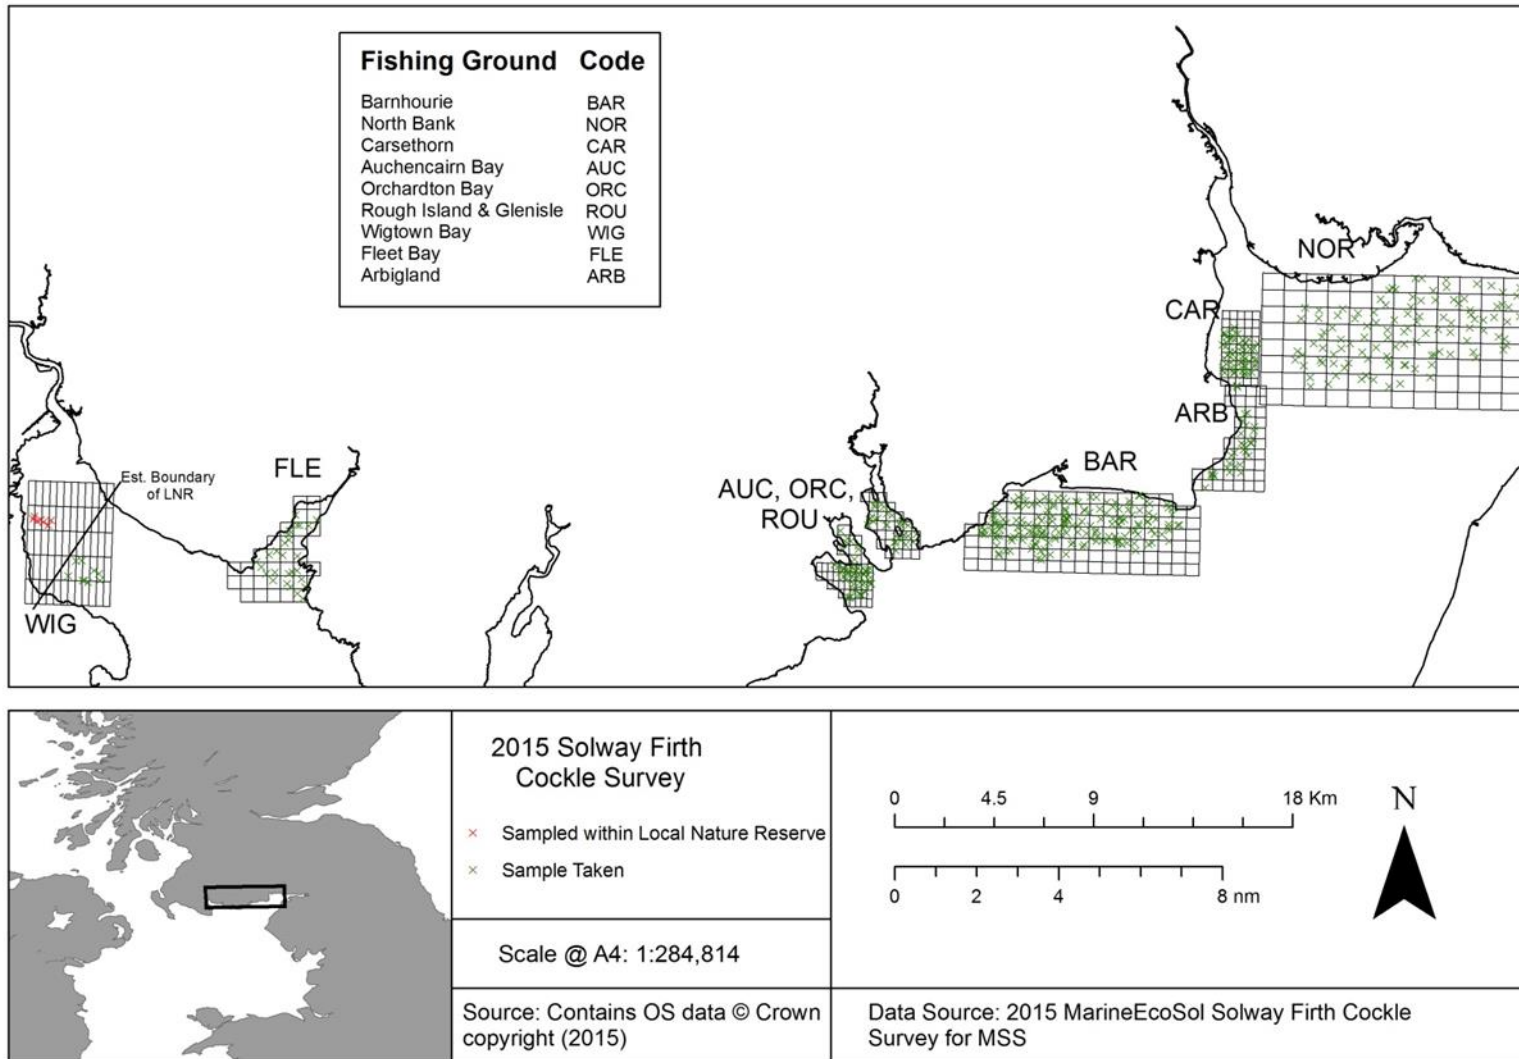 Fishing Ground Code
Barnhourie BAR
North Bank NOR
Carsethorn CAR
Auchencairn Bay AUC
Orchardton Bay ORC
Rough Island & Glenisle ROU
Wigtown Bay WIG
Fleet Bay FLE
Arbigland ARB
NOR
CAR
ARB
BAR
AUC, ORC,
ROU
FLE
Est. Boundary
of LNR
WIG
2015 Solway Firth
Cockle Survey
Sampled within Local Nature Reserve
Sample Taken
Scale @ A4: 1:284,814
Source: Contains OS data © Crown
copyright (2015)
0 4.5 9 18 Km
0 2 4 8 nm
N
Data Source: 2015 MarineEcoSol Solway Firth Cockle
Survey for MSS